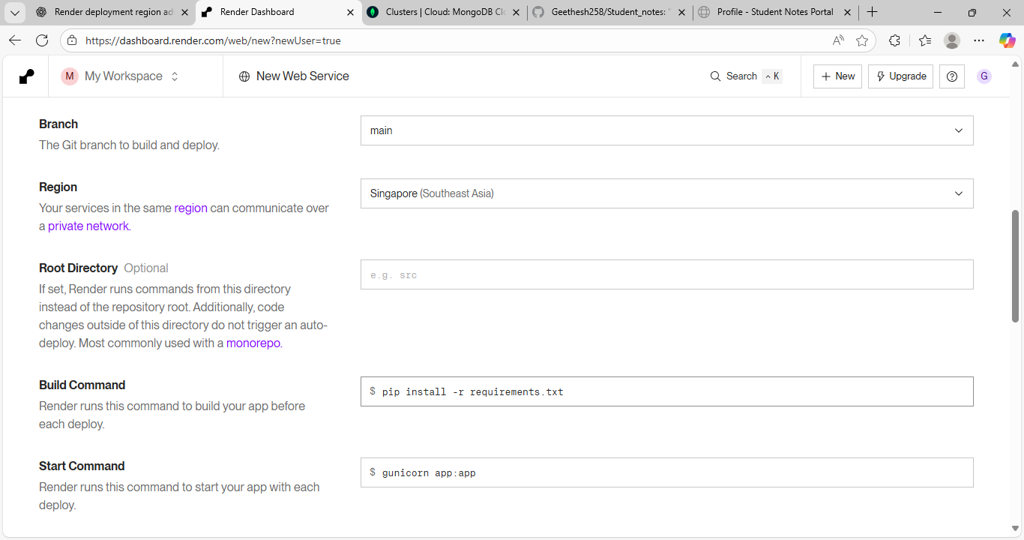 Render deployment region ad
Render Dashboard
Clusters | Cloud: MongoDB Cl
Geethesh258/Student_notes:
Profile - Student Notes Portal
https://dashboard.render.com/web/new?newUser=true
M My Workspace
New Web Service
Search ^ K
+ New
Upgrade
G
Branch
The Git branch to build and deploy.
main
Region
Your services in the same region can communicate over
a private network.
Singapore (Southeast Asia)
Root Directory Optional
If set, Render runs commands from this directory
instead of the repository root. Additionally, code
changes outside of this directory do not trigger an auto-
deploy. Most commonly used with a monorepo.
e.g. src
Build Command
Render runs this command to build your app before
each deploy.
$ pip install -r requirements.txt
Start Command
Render runs this command to start your app with each
deploy.
$ gunicorn app:app